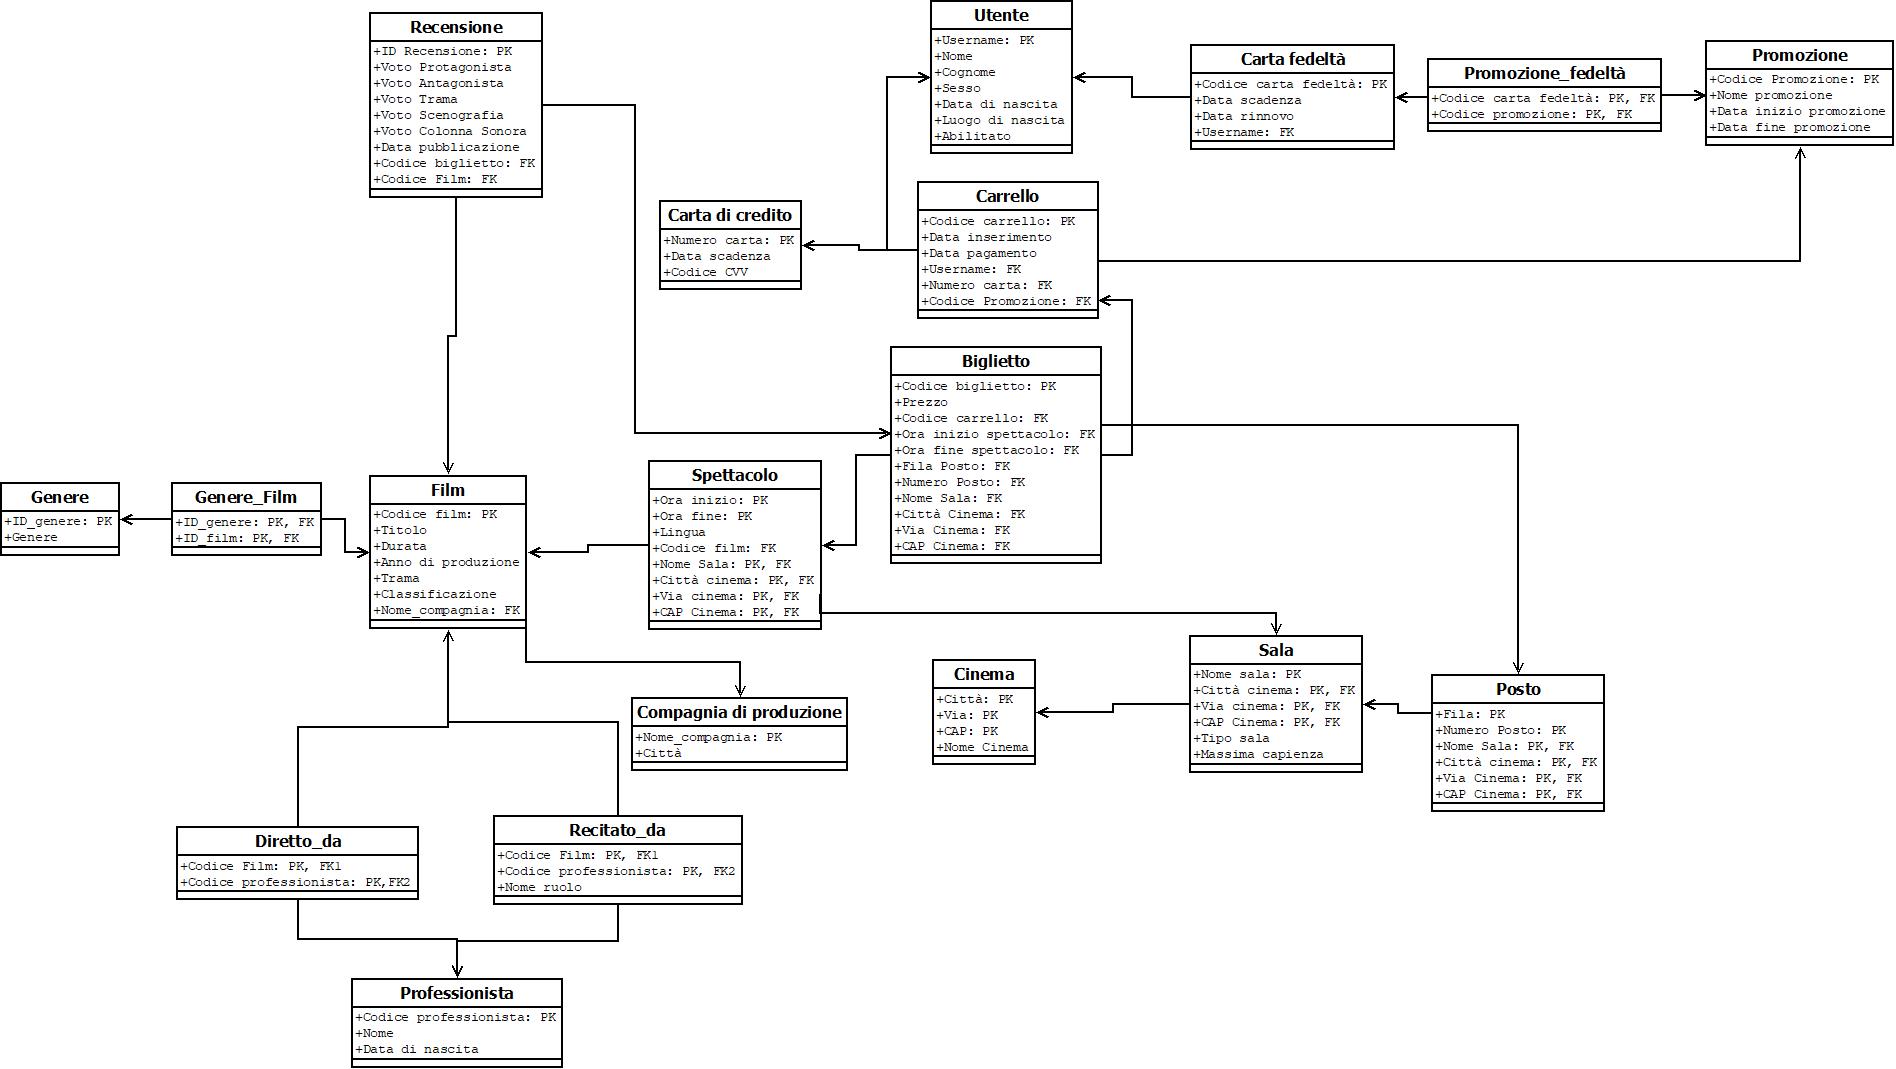 Recensione
+ID Recensione: PK
+Voto Protagonista
+Voto Antagonista
+Voto Trama
+Voto Scenografia
+Voto Colonna Sonora
+Data pubblicazione
+Codice biglietto: FK
+Codice Film: FK
Utente
+Username: PK
+Nome
+Cognome
+Sesso
+Data di nascita
+Luogo di nascita
+Abilitato
Carta fedeltà
+Codice carta fedeltà: PK
+Data scadenza
+Data rinnovo
+Username: FK
Promozione_fedeltà
+Codice carta fedeltà: PK, FK
+Codice promozione: PK, FK
Promozione
+Codice Promozione: PK
+Nome promozione
+Data inizio promozione
+Data fine promozione
Carta di credito
+Numero carta: PK
+Data scadenza
+Codice CVV
Carrello
+Codice carrello: PK
+Data inserimento
+Data pagamento
+Username: FK
+Numero carta: FK
+Codice Promozione: FK
Biglietto
+Codice biglietto: PK
+Prezzo
+Codice carrello: FK
+Ora inizio spettacolo: FK
+Ora fine spettacolo: FK
+Fila Posto: FK
+Numero Posto: FK
+Nome Sala: FK
+Città Cinema: FK
+Via Cinema: FK
+CAP Cinema: FK
Genere
+ID_genere: PK
+Genere
Genere_Film
+ID_genere: PK, FK
+ID_film: PK, FK
Film
+Codice film: PK
+Titolo
+Durata
+Anno di produzione
+Trama
+Classificazione
+Nome_compagnia: FK
Spettacolo
+Ora inizio: PK
+Ora fine: PK
+Lingua
+Codice film: FK
+Nome Sala: PK, FK
+Città cinema: PK, FK
+Via cinema: PK, FK
+CAP Cinema: PK, FK
Compagnia di produzione
+Nome_compagnia: PK
+Città
Cinema
+Città: PK
+Via: PK
+CAP: PK
+Nome Cinema
Sala
+Nome sala: PK
+Città cinema: PK, FK
+Via cinema: PK, FK
+CAP Cinema: PK, FK
+Tipo sala
+Massima capienza
Posto
+Fila: PK
+Numero Posto: PK
+Nome Sala: PK, FK
+Città cinema: PK, FK
+Via Cinema: PK, FK
+CAP Cinema: PK, FK
Diretto_da
+Codice Film: PK, FK1
+Codice professionista: PK,FK2
Recitato_da
+Codice Film: PK, FK1
+Codice professionista: PK, FK2
+Nome ruolo
Professionista
+Codice professionista: PK
+Nome
+Data di nascita